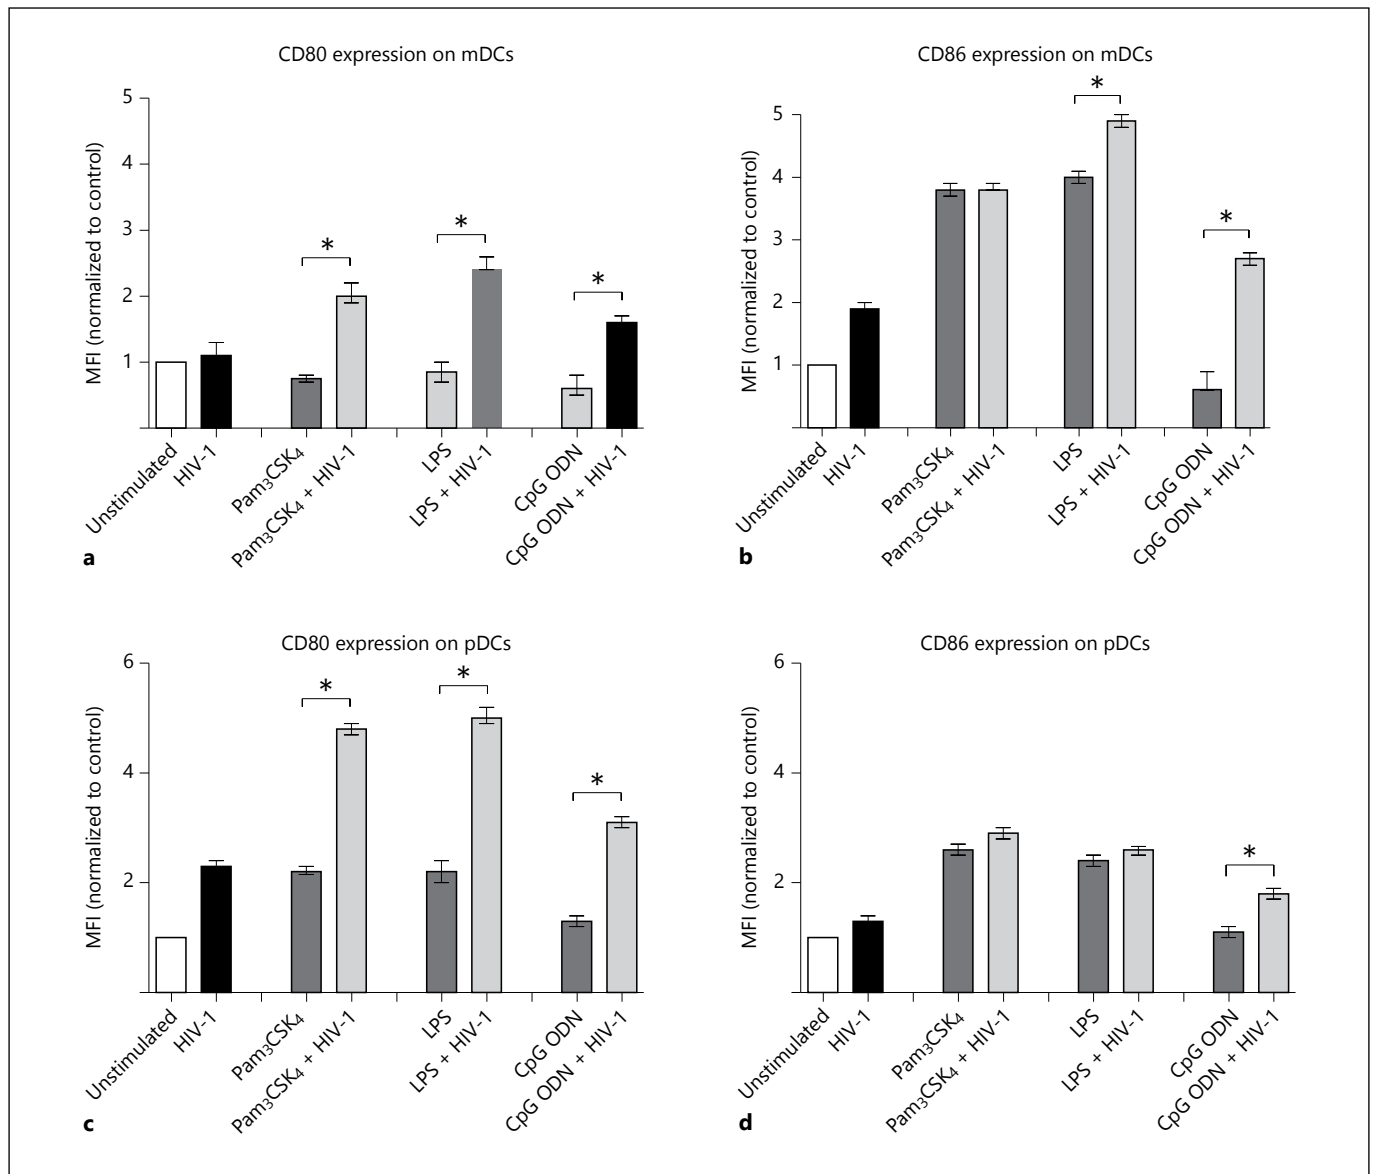 CD80 expression on mDCs
MFI (normalized to control)
5
4
3
2
1
*
*
*
Unstimulated
HIV-1
Pam₃CSK₄
Pam₃CSK₄ + HIV-1
LPS
LPS + HIV-1
CpG ODN
CpG ODN + HIV-1
a
CD86 expression on mDCs
MFI (normalized to control)
5
4
3
2
1
*
*
Unstimulated
HIV-1
Pam₃CSK₄
Pam₃CSK₄ + HIV-1
LPS
LPS + HIV-1
CpG ODN
CpG ODN + HIV-1
b
CD80 expression on pDCs
MFI (normalized to control)
6
4
2
*
*
*
Unstimulated
HIV-1
Pam₃CSK₄
Pam₃CSK₄ + HIV-1
LPS
LPS + HIV-1
CpG ODN
CpG ODN + HIV-1
c
CD86 expression on pDCs
MFI (normalized to control)
6
4
2
*
Unstimulated
HIV-1
Pam₃CSK₄
Pam₃CSK₄ + HIV-1
LPS
LPS + HIV-1
CpG ODN
CpG ODN + HIV-1
d